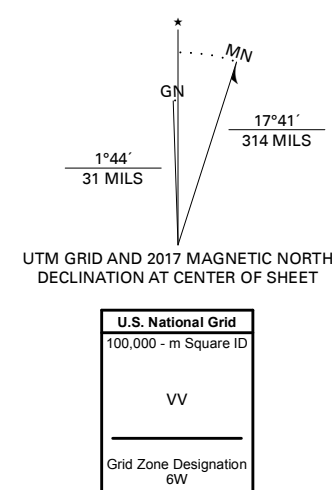 ★
MN
GN
17°41´
314 MILS
1°44´
31 MILS
UTM GRID AND 2017 MAGNETIC NORTH
DECLINATION AT CENTER OF SHEET
U.S. National Grid
100,000 - m Square ID
VV
Grid Zone Designation
6W